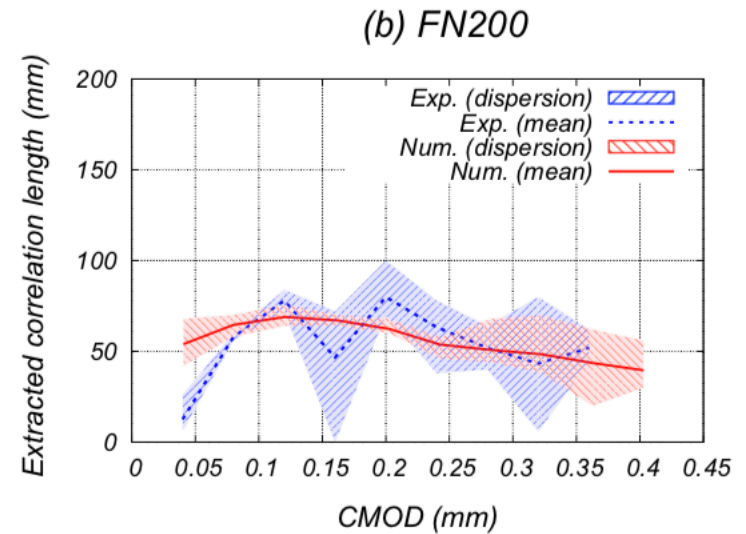 (b) FN200
Extracted correlation length (mm)
200
150
100
50
0
Exp. (dispersion)
Exp. (mean)
Num. (dispersion)
Num. (mean)
0 0.05 0.1 0.15 0.2 0.25 0.3 0.35 0.4 0.45
CMOD (mm)